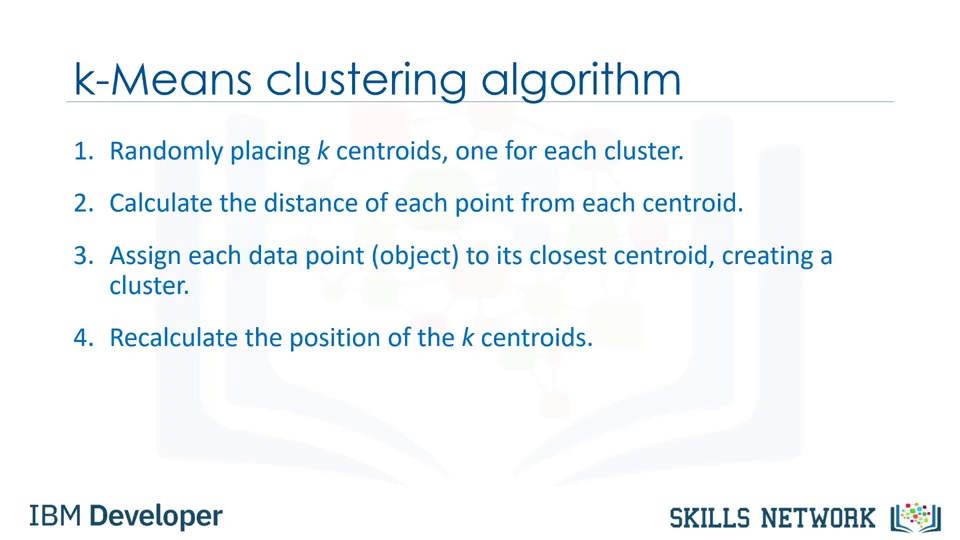 k-Means clustering algorithm
1. Randomly placing k centroids, one for each cluster.
2. Calculate the distance of each point from each centroid.
3. Assign each data point (object) to its closest centroid, creating a
cluster.
4. Recalculate the position of the k centroids.
IBM Developer
SKILLS NETWORK